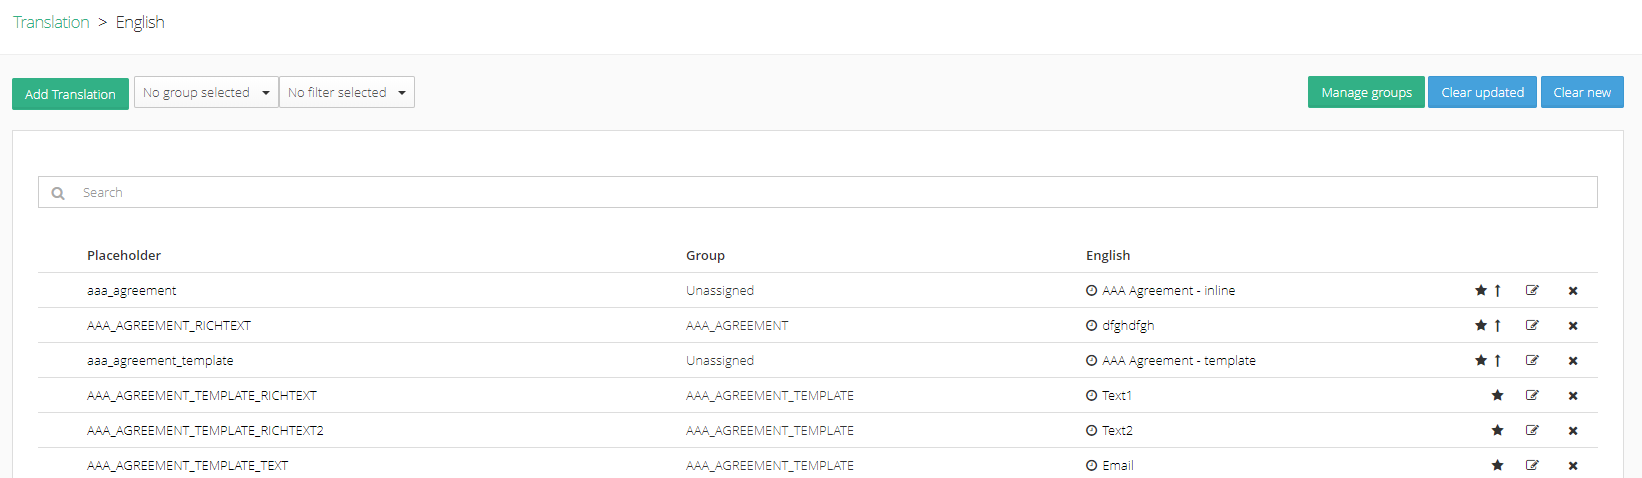 Translation > English
Add Translation No group selected No filter selected Manage groups Clear updated Clear new
Search
Placeholder Group English
aaa_agreement Unassigned AAA Agreement - inline
AAA_AGREEMENT_RICHTEXT AAA_AGREEMENT dfghdfgh
aaa_agreement_template Unassigned AAA Agreement - template
AAA_AGREEMENT_TEMPLATE_RICHTEXT AAA_AGREEMENT_TEMPLATE Text1
AAA_AGREEMENT_TEMPLATE_RICHTEXT2 AAA_AGREEMENT_TEMPLATE Text2
AAA_AGREEMENT_TEMPLATE_TEXT AAA_AGREEMENT_TEMPLATE Email